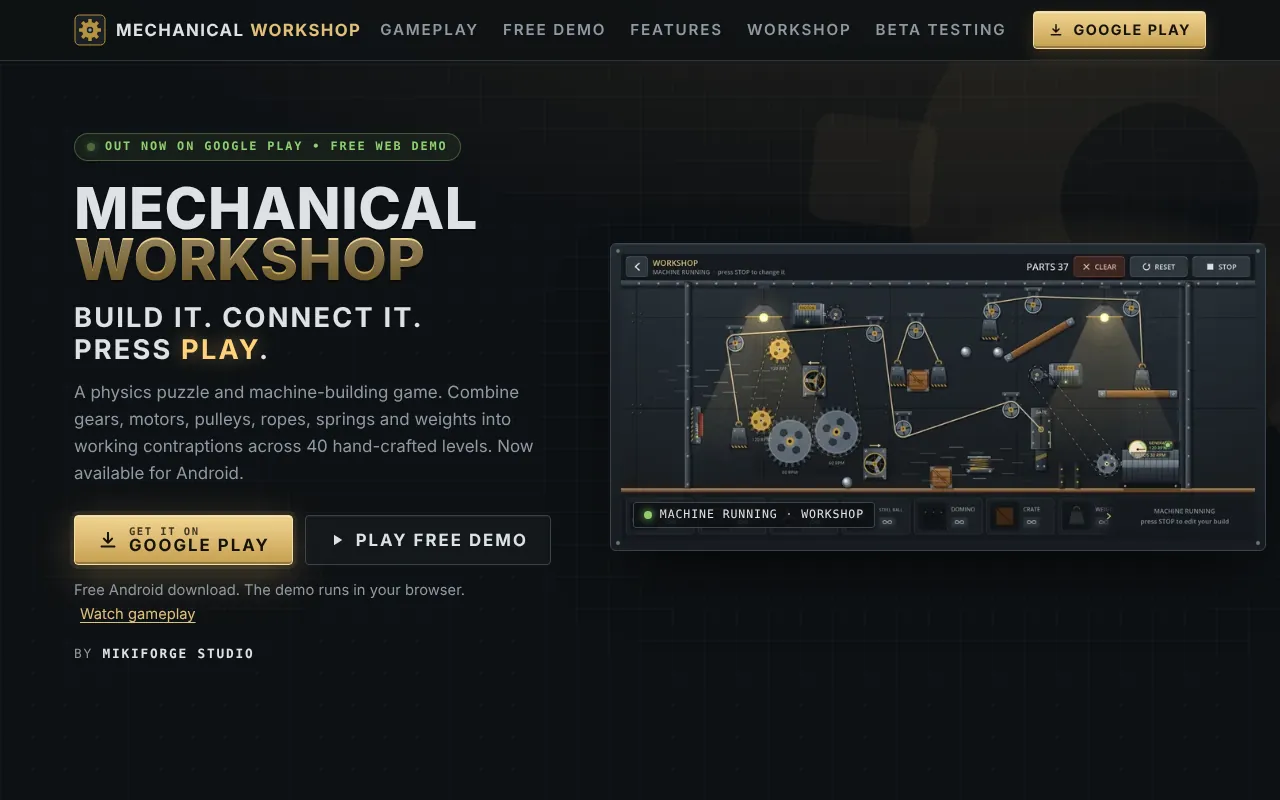 MECHANICAL WORKSHOP
GAMEPLAY
FREE DEMO
FEATURES
WORKSHOP
BETA TESTING
GOOGLE PLAY
OUT NOW ON GOOGLE PLAY • FREE WEB DEMO
MECHANICAL
WORKSHOP
BUILD IT. CONNECT IT.
PRESS PLAY.
A physics puzzle and machine-building game. Combine
gears, motors, pulleys, ropes, springs and weights into
working contraptions across 40 hand-crafted levels. Now
available for Android.
GET IT ON
GOOGLE PLAY
PLAY FREE DEMO
Free Android download. The demo runs in your browser.
Watch gameplay
BY MIKIFORGE STUDIO
WORKSHOP
MACHINE RUNNING press STOP to change it
PARTS 37
CLEAR
RESET
STOP
MACHINE RUNNING · WORKSHOP
DOMINO
CRATE
MACHINE RUNNING
press STOP to edit your build